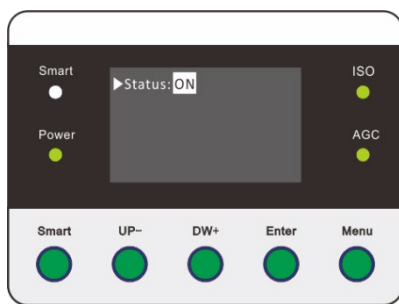 Smart
ISO
▶Status:ON
Power
AGC
Smart
UP-
DW+
Enter
Menu